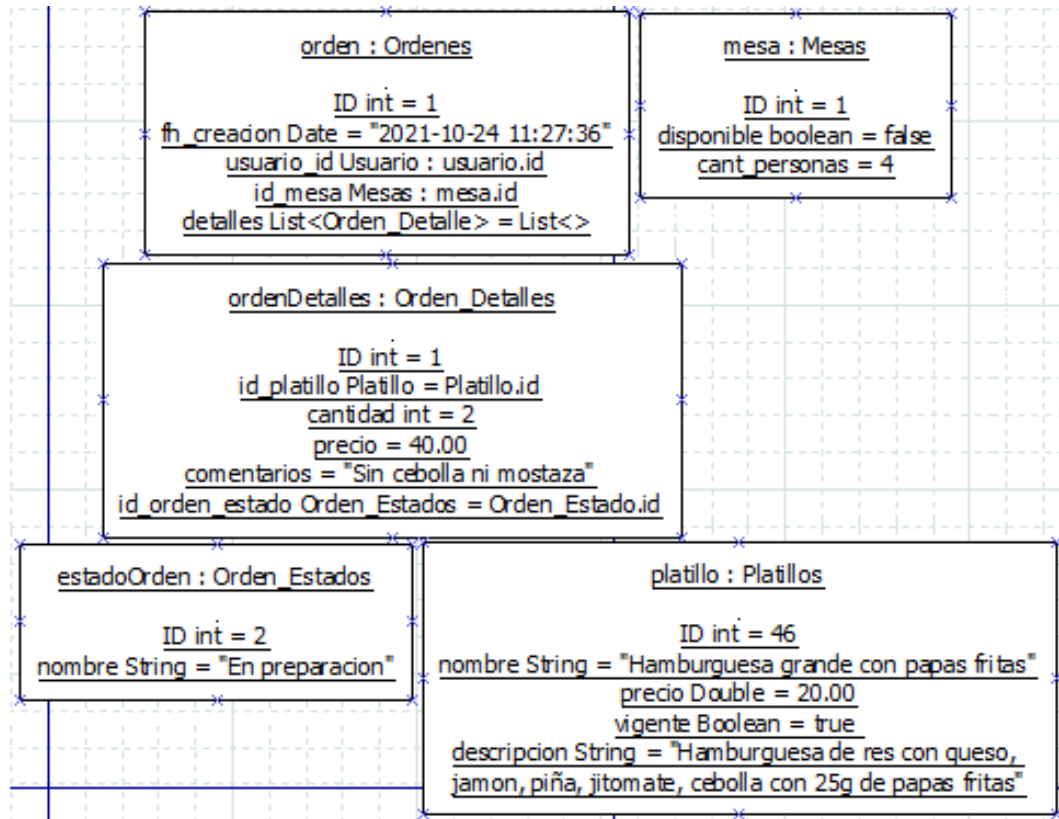 orden : Ordenes
ID int = 1
fh_creacion Date = "2021-10-24 11:27:36"
usuario_id Usuario : usuario.id
id_mesa Mesas : mesa.id
detalles List<Orden_Detalle> = List<>
mesa : Mesas
ID int = 1
disponible boolean = false
cant_personas = 4
ordenDetalles : Orden_Detalles
ID int = 1
id_platillo Platillo = Platillo.id
cantidad int = 2
precio = 40.00
comentarios = "Sin cebolla ni mostaza"
id_orden_estado Orden_Estados = Orden_Estado.id
estadoOrden : Orden_Estados
ID int = 2
nombre String = "En preparacion"
platillo : Platillos
ID int = 46
nombre String = "Hamburguesa grande con papas fritas"
precio Double = 20.00
vigente Boolean = true
descripcion String = "Hamburguesa de res con queso,
jamon, piña, jitomate, cebolla con 25g de papas fritas"